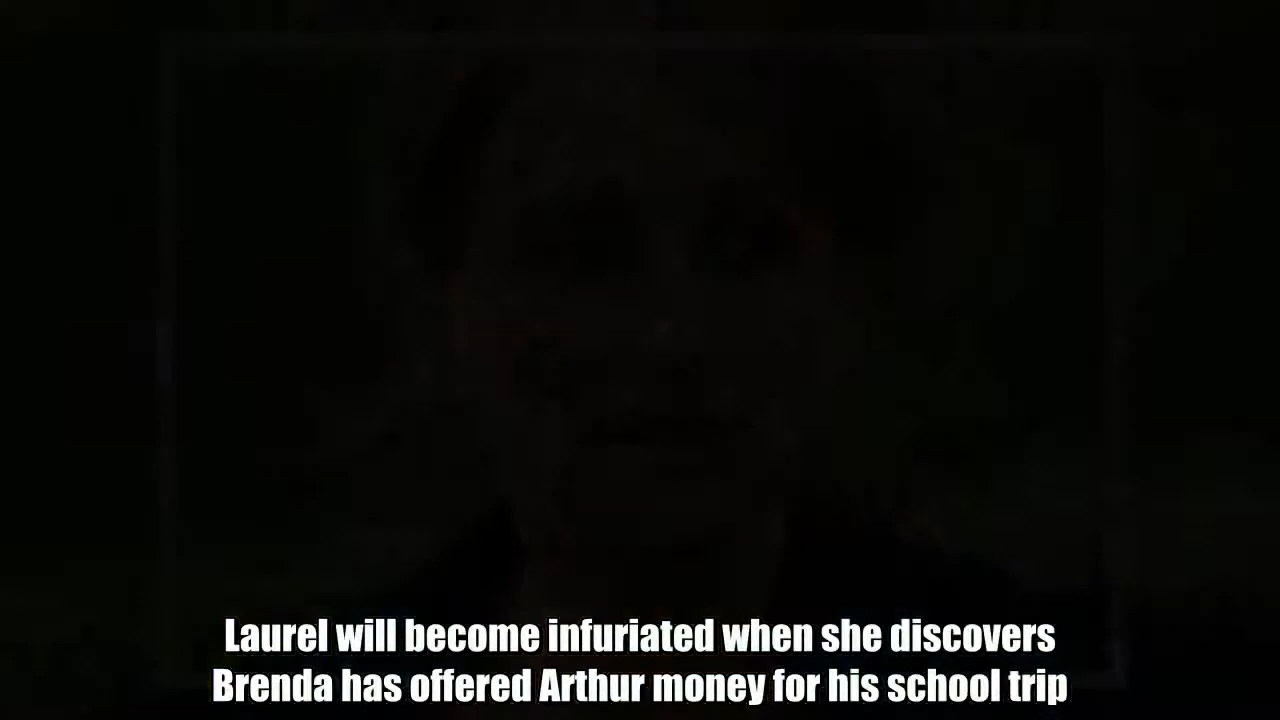 Laurel will become infuriated when she discovers
Brenda has offered Arthur money for his school trip